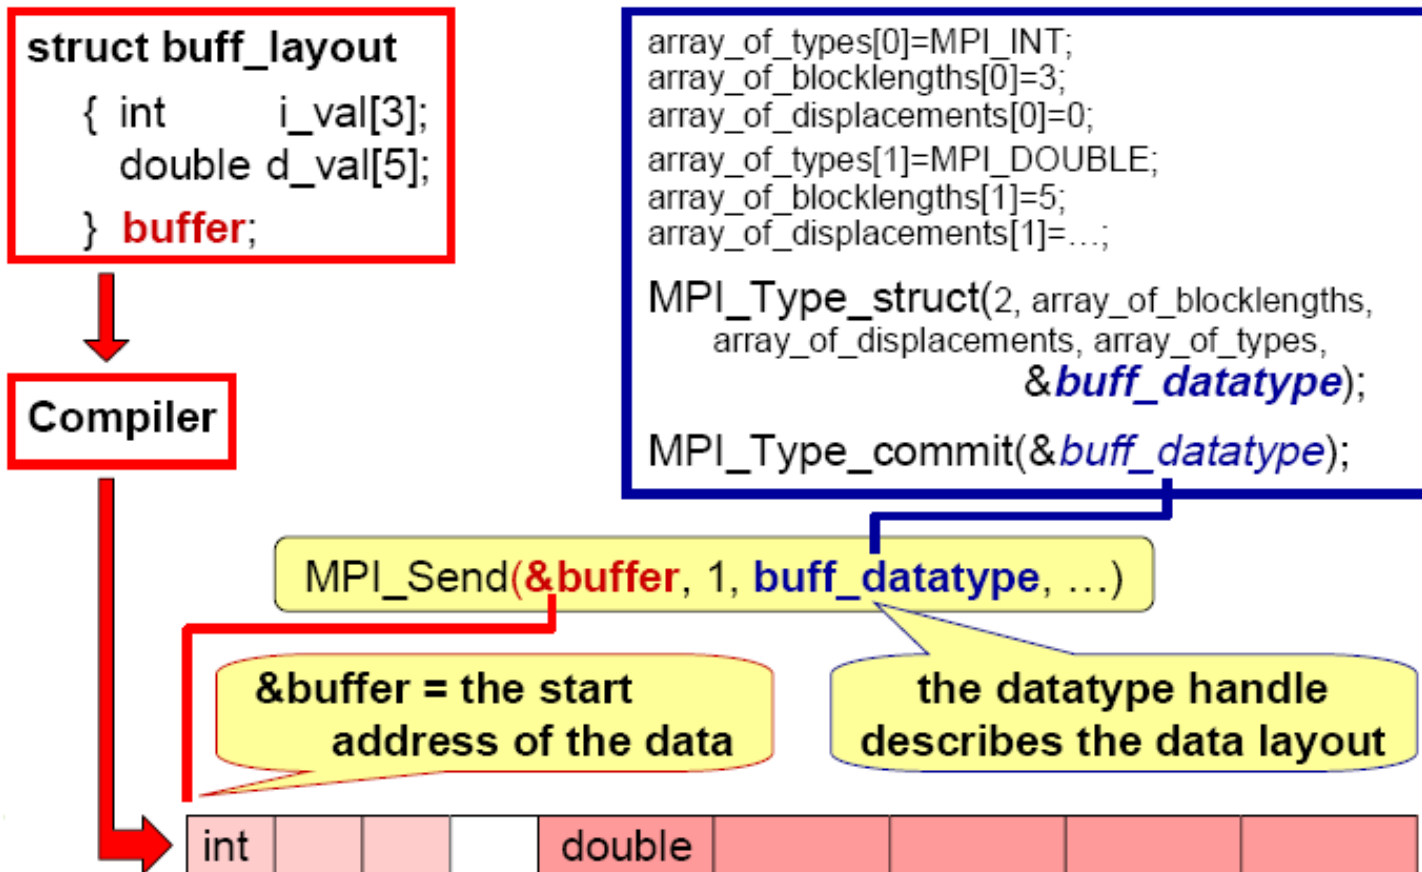 struct buff_layout
{ int i_val[3];
double d_val[5];
} buffer;
Compiler
array_of_types[0]=MPI_INT;
array_of_blocklengths[0]=3;
array_of_displacements[0]=0;
array_of_types[1]=MPI_DOUBLE;
array_of_blocklengths[1]=5;
array_of_displacements[1]=…;
MPI_Type_struct(2, array_of_blocklengths,
array_of_displacements, array_of_types,
&buff_datatype);
MPI_Type_commit(&buff_datatype);
MPI_Send(&buffer, 1, buff_datatype, …)
&buffer = the start
address of the data
the datatype handle
describes the data layout
int double